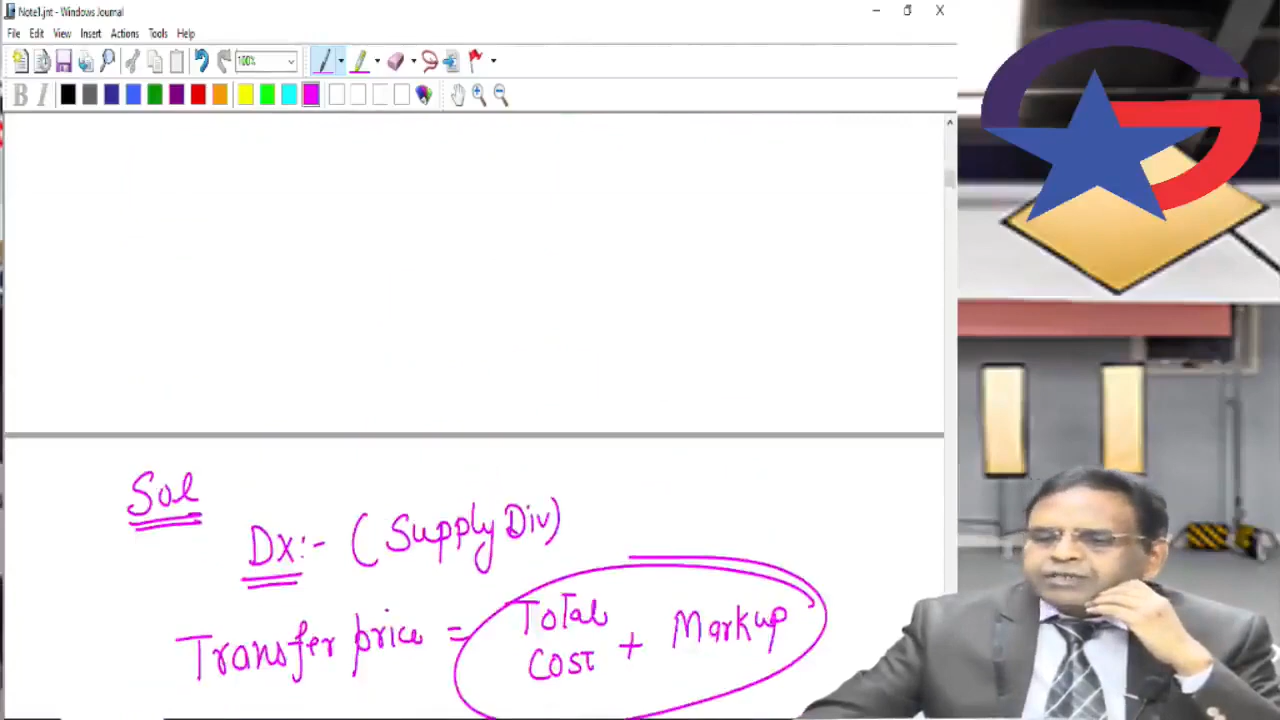 Note1.jnt - Windows Journal
File Edit View Insert Actions Tools Help
100%
B I
Sol
Dx:- (Supply Div)
Transfer price = Total Cost + Markup